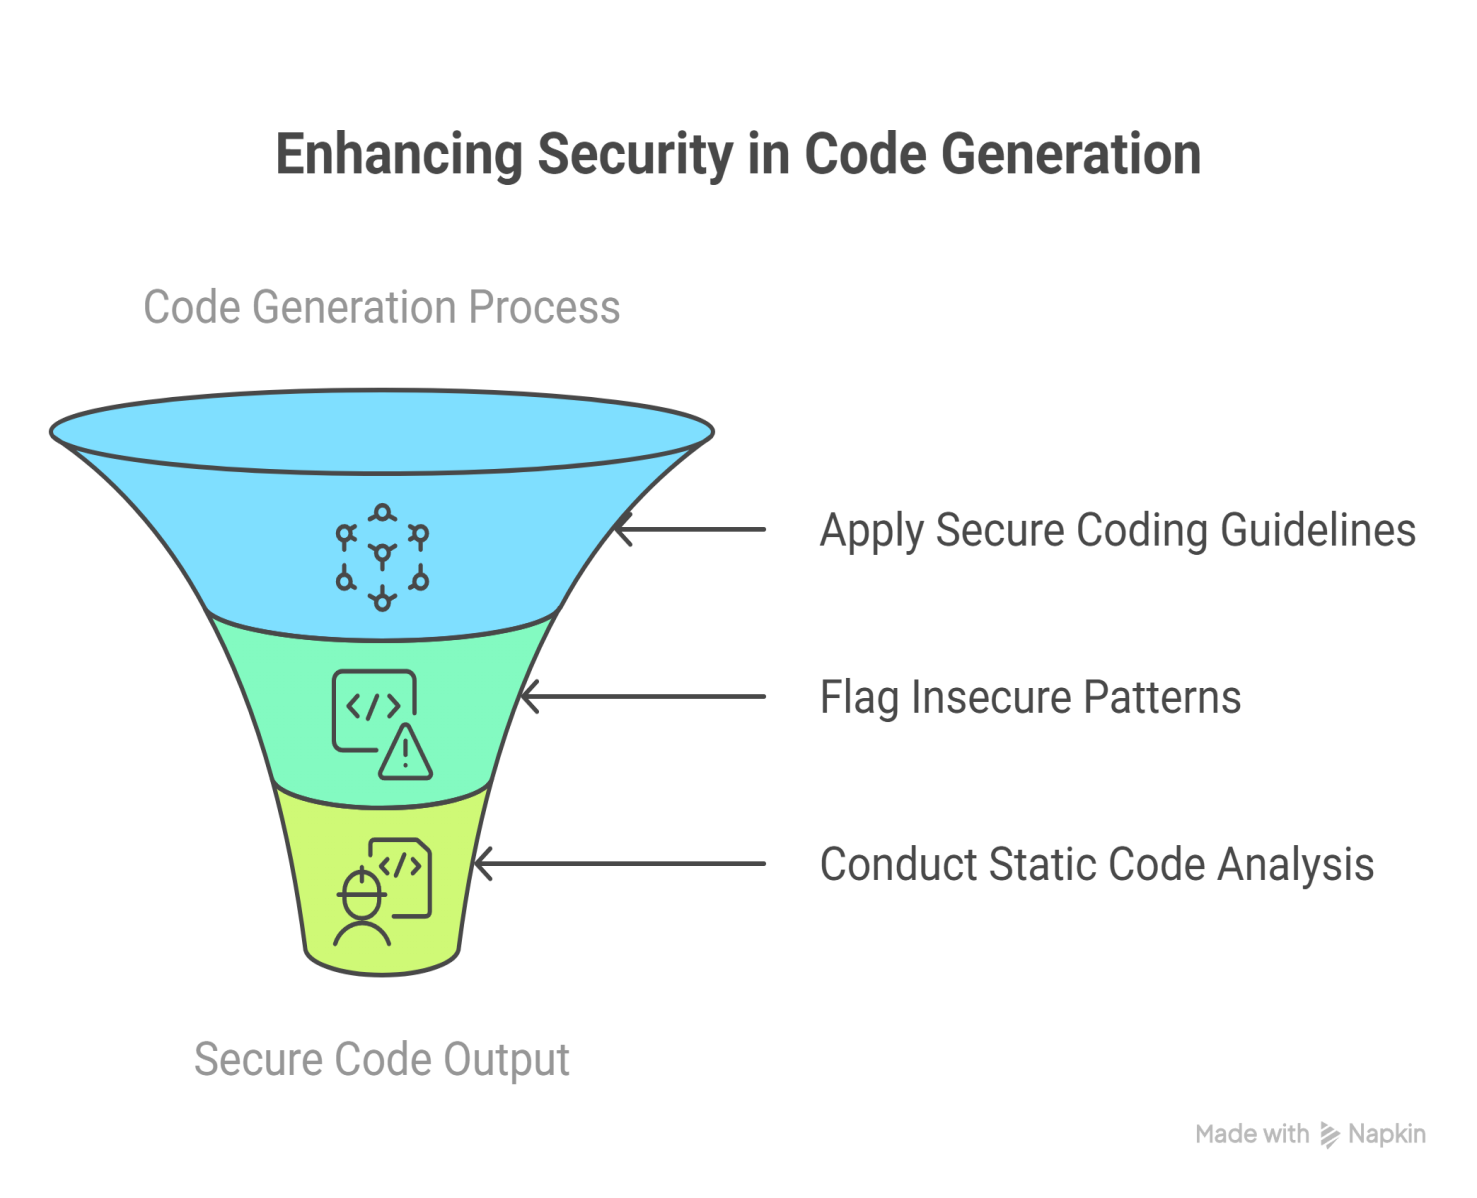 Enhancing Security in Code Generation
Code Generation Process
Apply Secure Coding Guidelines
</>
Flag Insecure Patterns
</>
Conduct Static Code Analysis
Secure Code Output
Made with Napkin